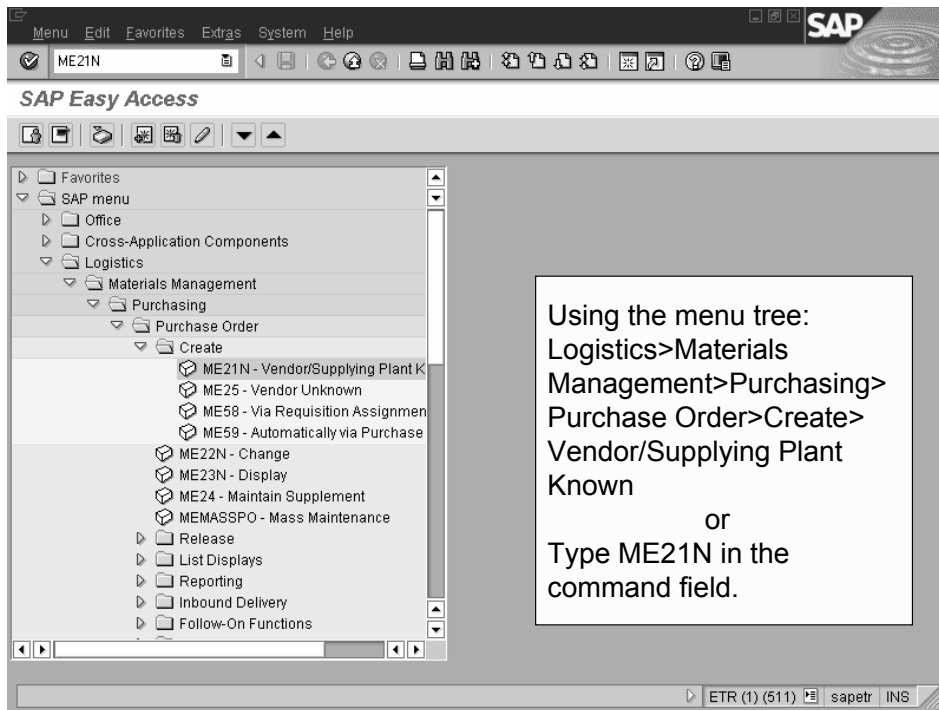 Menu Edit Favorites Extras System Help
SAP
ME21N
SAP Easy Access
Favorites
SAP menu
Office
Cross-Application Components
Logistics
Materials Management
Purchasing
Purchase Order
Create
ME21N - Vendor/Supplying Plant K
ME25 - Vendor Unknown
ME58 - Via Requisition Assignmen
ME59 - Automatically via Purchase
ME22N - Change
ME23N - Display
ME24 - Maintain Supplement
MEMASSPO - Mass Maintenance
Release
List Displays
Reporting
Inbound Delivery
Follow-On Functions
Using the menu tree:
Logistics>Materials
Management>Purchasing>
Purchase Order>Create>
Vendor/Supplying Plant
Known
or
Type ME21N in the
command field.
ETR (1) (511) sapetr INS